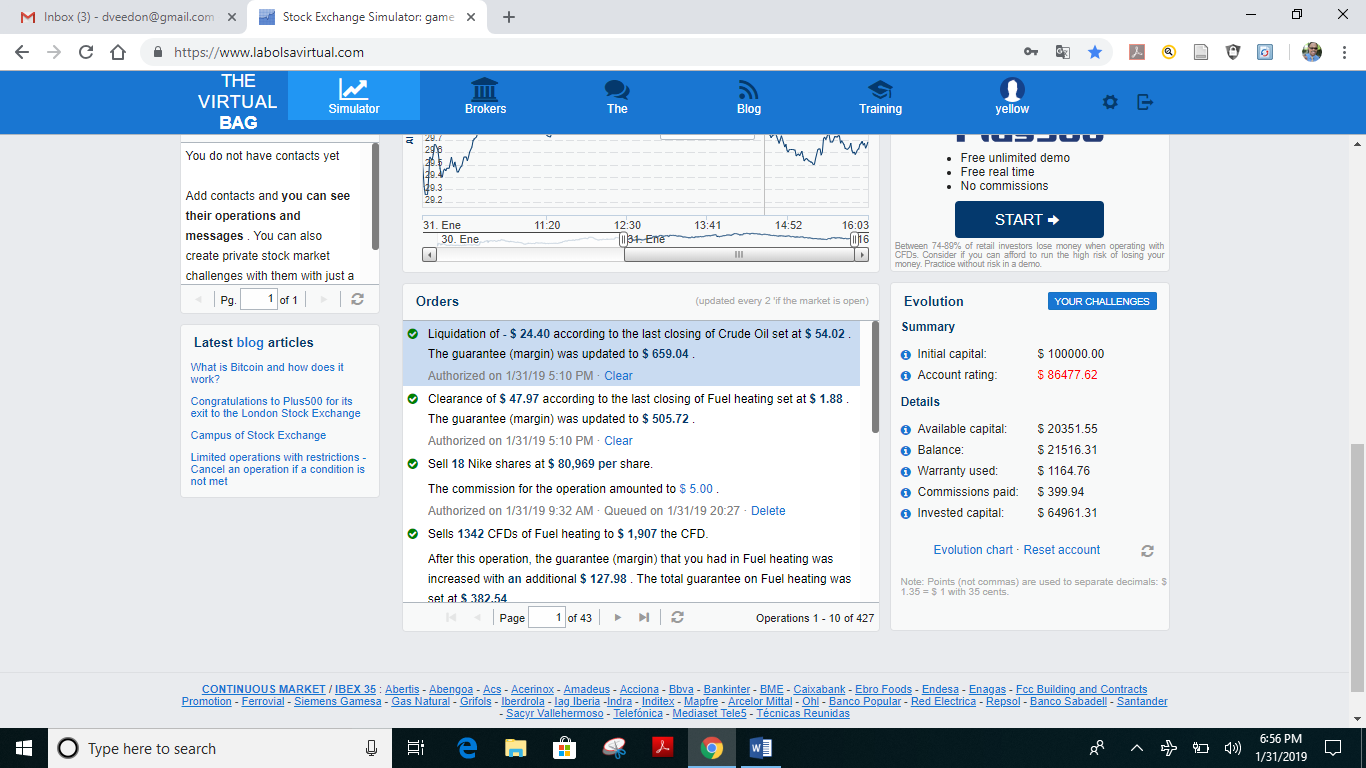 Inbox (3) - dveedon@gmail.com
Stock Exchange Simulator: game
https://www.labolsavirtual.com
THE
VIRTUAL
BAG
Simulator
Brokers
The
Blog
Training
yellow
You do not have contacts yet
Add contacts and you can see
their operations and
messages . You can also
create private stock market
challenges with them with just a
Pg. 1 of 1
Latest blog articles
What is Bitcoin and how does it
work?
Congratulations to Plus500 for its
exit to the London Stock Exchange
Campus of Stock Exchange
Limited operations with restrictions -
Cancel an operation if a condition is
not met
29.7
29.6
29.5
29.4
29.3
29.2
31. Ene 11:20 12:30 13:41 14:52 16:03
30. Ene 31. Ene 16
Orders
(updated every 2 'if the market is open)
Liquidation of - $ 24.40 according to the last closing of Crude Oil set at $ 54.02 .
The guarantee (margin) was updated to $ 659.04 .
Authorized on 1/31/19 5:10 PM · Clear
Clearance of $ 47.97 according to the last closing of Fuel heating set at $ 1.88 .
The guarantee (margin) was updated to $ 505.72 .
Authorized on 1/31/19 5:10 PM · Clear
Sell 18 Nike shares at $ 80,969 per share.
The commission for the operation amounted to $ 5.00 .
Authorized on 1/31/19 9:32 AM · Queued on 1/31/19 20:27 · Delete
Sells 1342 CFDs of Fuel heating to $ 1,907 the CFD.
After this operation, the guarantee (margin) that you had in Fuel heating was
increased with an additional $ 127.98 . The total guarantee on Fuel heating was
set at $ 382.54
Page 1 of 43
Operations 1 - 10 of 427
Plus500
Free unlimited demo
Free real time
No commissions
START
Between 74-89% of retail investors lose money when operating with
CFDs. Consider if you can afford to run the high risk of losing your
money. Practice without risk in a demo.
Evolution
YOUR CHALLENGES
Summary
Initial capital: $ 100000.00
Account rating: $ 86477.62
Details
Available capital: $ 20351.55
Balance: $ 21516.31
Warranty used: $ 1164.76
Commissions paid: $ 399.94
Invested capital: $ 64961.31
Evolution chart · Reset account
Note: Points (not commas) are used to separate decimals: $
1.35 = $ 1 with 35 cents.
CONTINUOUS MARKET / IBEX 35 : Abertis - Abengoa - Acs - Acerinox - Amadeus - Acciona - Bbva - Bankinter - BME - Caixabank - Ebro Foods - Endesa - Enagas - Fcc Building and Contracts
Promotion - Ferrovial - Siemens Gamesa - Gas Natural - Grifols - Iberdrola - Iag Iberia -Indra - Inditex - Mapfre - Arcelor Mittal - Ohl - Banco Popular - Red Electrica - Repsol - Banco Sabadell - Santander
- Sacyr Vallehermoso - Telefónica - Mediaset Tele5 - Técnicas Reunidas
Type here to search
6:56 PM
1/31/2019